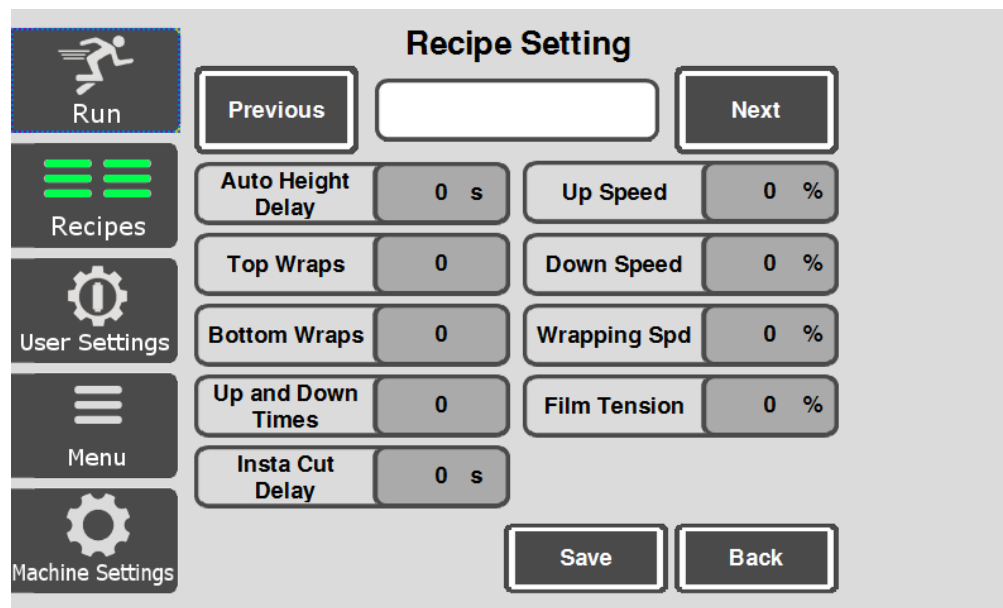 Recipe Setting
Run
Previous
Next
Recipes
Auto Height
Delay
0 s
Up Speed
0 %
Top Wraps
0
Down Speed
0 %
User Settings
Bottom Wraps
0
Wrapping Spd
0 %
Menu
Up and Down
Times
0
Film Tension
0 %
Insta Cut
Delay
0 s
Machine Settings
Save
Back